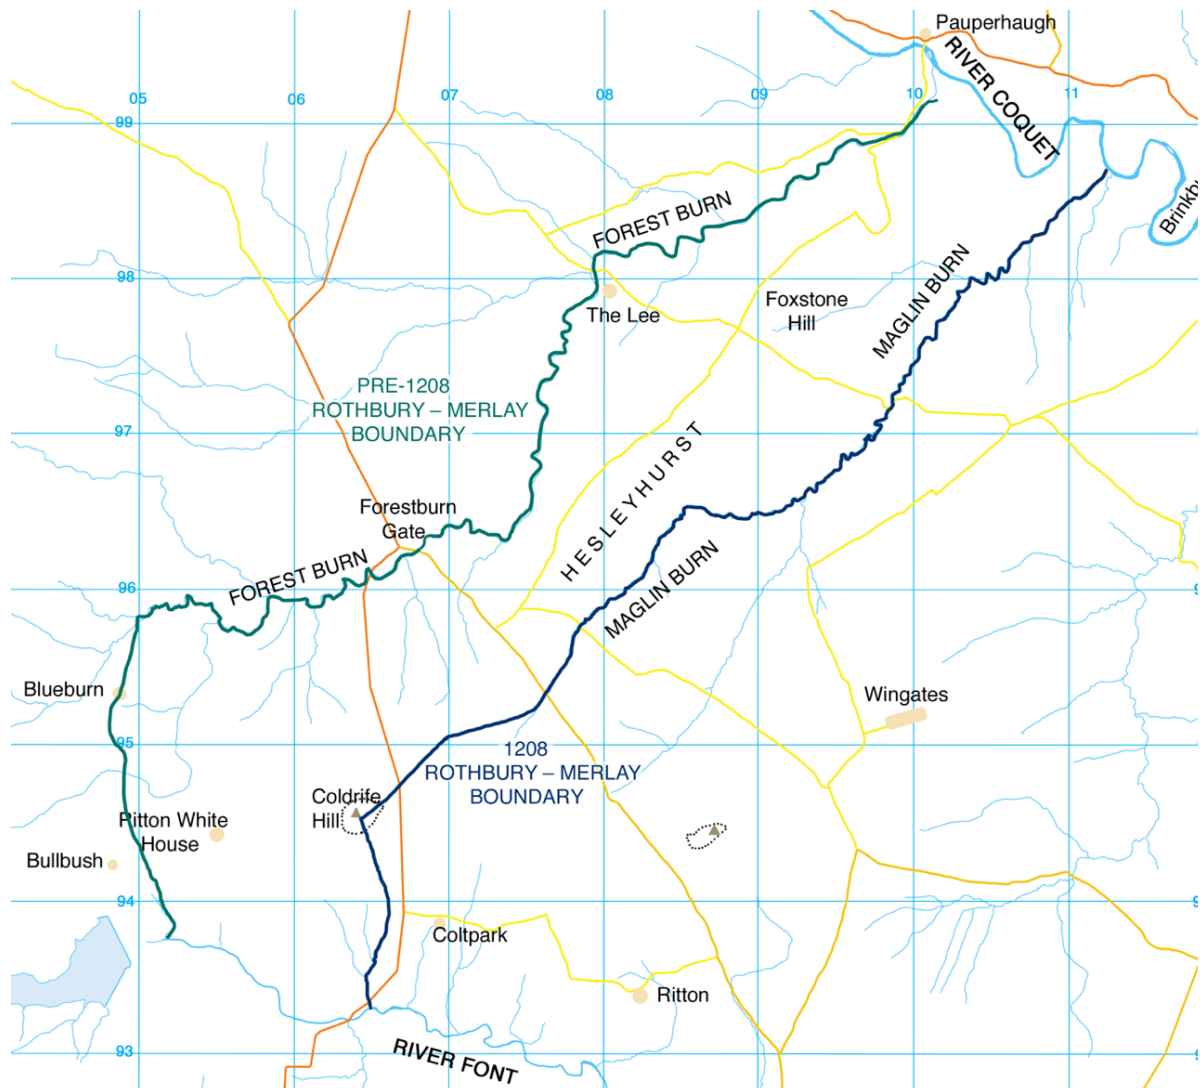 Pauperhaugh
RIVER COQUET
05
06
07
08
09
10
11
99
Brinkbu
FOREST BURN
98
The Lee
Foxstone
Hill
MAGLIN BURN
PRE-1208
ROTHBURY – MERLAY
BOUNDARY
97
HESLEYHURST
Forestburn
Gate
FOREST BURN
96
MAGLIN BURN
Blueburn
Wingates
95
1208
ROTHBURY – MERLAY
BOUNDARY
Coldrife
Hill
Ritton White
House
Bullbush
94
Coltpark
Ritton
93
RIVER FONT